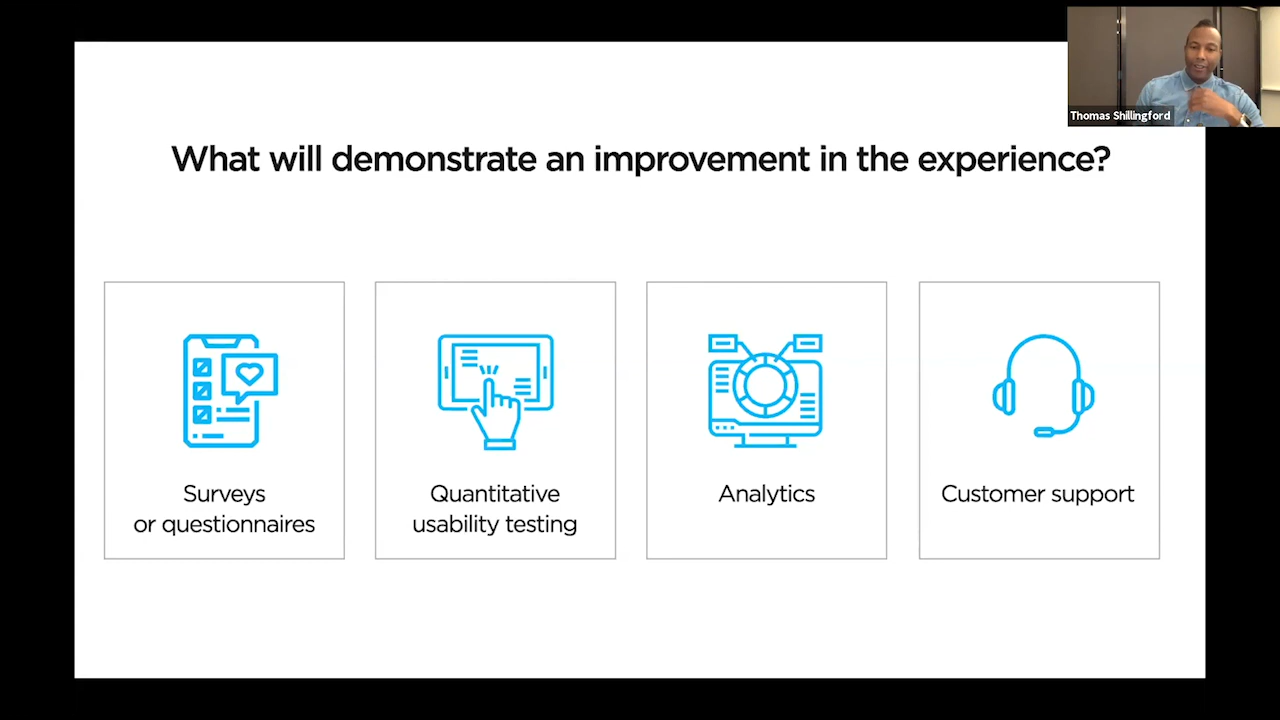 Thomas Shillingford
What will demonstrate an improvement in the experience?
Surveys
or questionnaires
Quantitative
usability testing
Analytics
Customer support